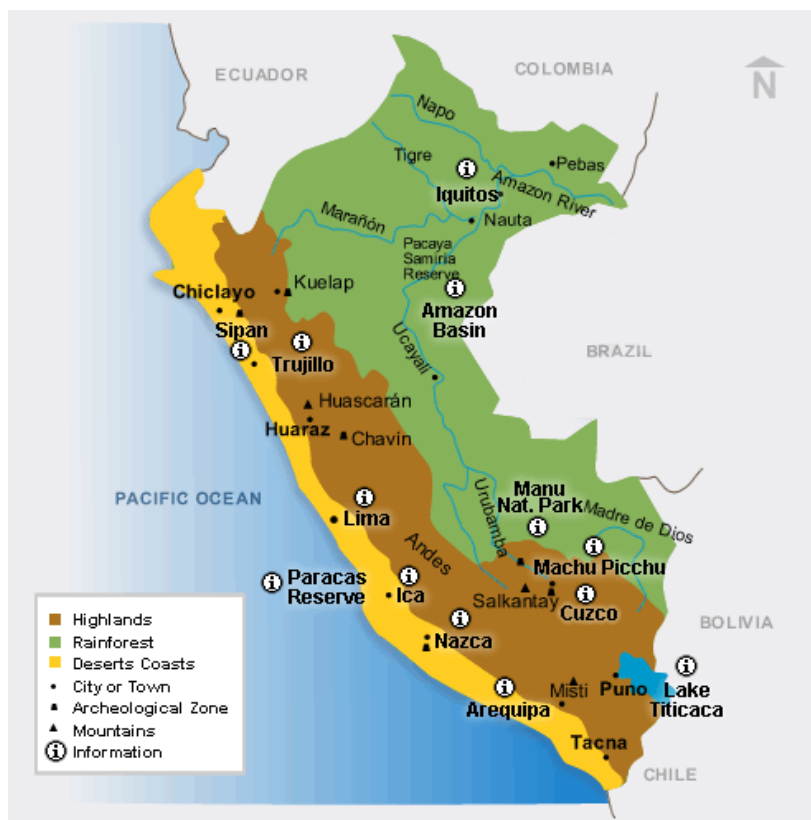 ECUADOR
COLOMBIA
N
Napo
Tigre
Pebas
Iquitos
Amazon River
Marañón
Nauta
Pacaya
Samiria
Reserve
Kuelap
Chiclayo
Amazon
Basin
Sipan
Trujillo
Ucayali
BRAZIL
Huascarán
Huaraz
Chavín
PACIFIC OCEAN
Lima
Manu
Nat. Park
Urubamba
Madre de Dios
Andes
Machu Picchu
Paracas
Reserve
Ica
Salkantay
Cuzco
BOLIVIA
Nazca
Puno
Lake
Titicaca
Misti
Arequipa
Tacna
CHILE
Highlands
Rainforest
Deserts Coasts
City or Town
Archeological Zone
Mountains
i Information